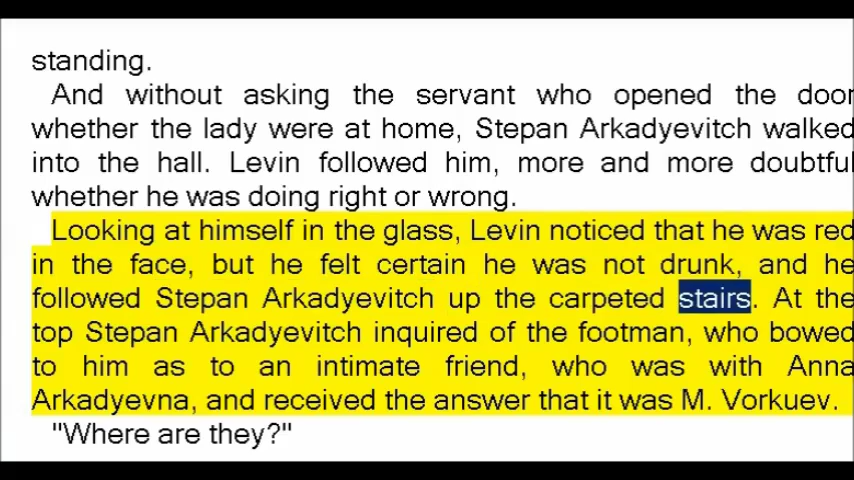 standing.
And without asking the servant who opened the door
whether the lady were at home, Stepan Arkadyevitch walked
into the hall. Levin followed him, more and more doubtful
whether he was doing right or wrong.
Looking at himself in the glass, Levin noticed that he was red
in the face, but he felt certain he was not drunk, and he
followed Stepan Arkadyevitch up the carpeted stairs. At the
top Stepan Arkadyevitch inquired of the footman, who bowed
to him as to an intimate friend, who was with Anna
Arkadyevna, and received the answer that it was M. Vorkuev.
"Where are they?"